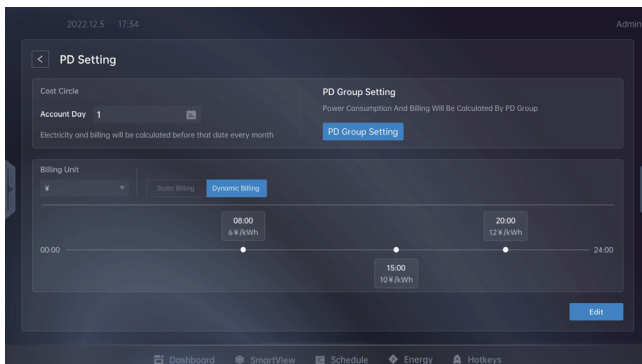 2022.12.5 17:34 Admin
< PD Setting
Cost Circle
Account Day 1
Electricity and billing will be calculated before that date every month
PD Group Setting
Power Consumption And Billing Will Be Calculated By PD Group
PD Group Setting
Billing Unit
¥ Static Billing Dynamic Billing
08:00
6¥/kWh
20:00
12¥/kWh
00:00 24:00
15:00
10¥/kWh
Edit
Dashboard SmartView Schedule Energy Hotkeys